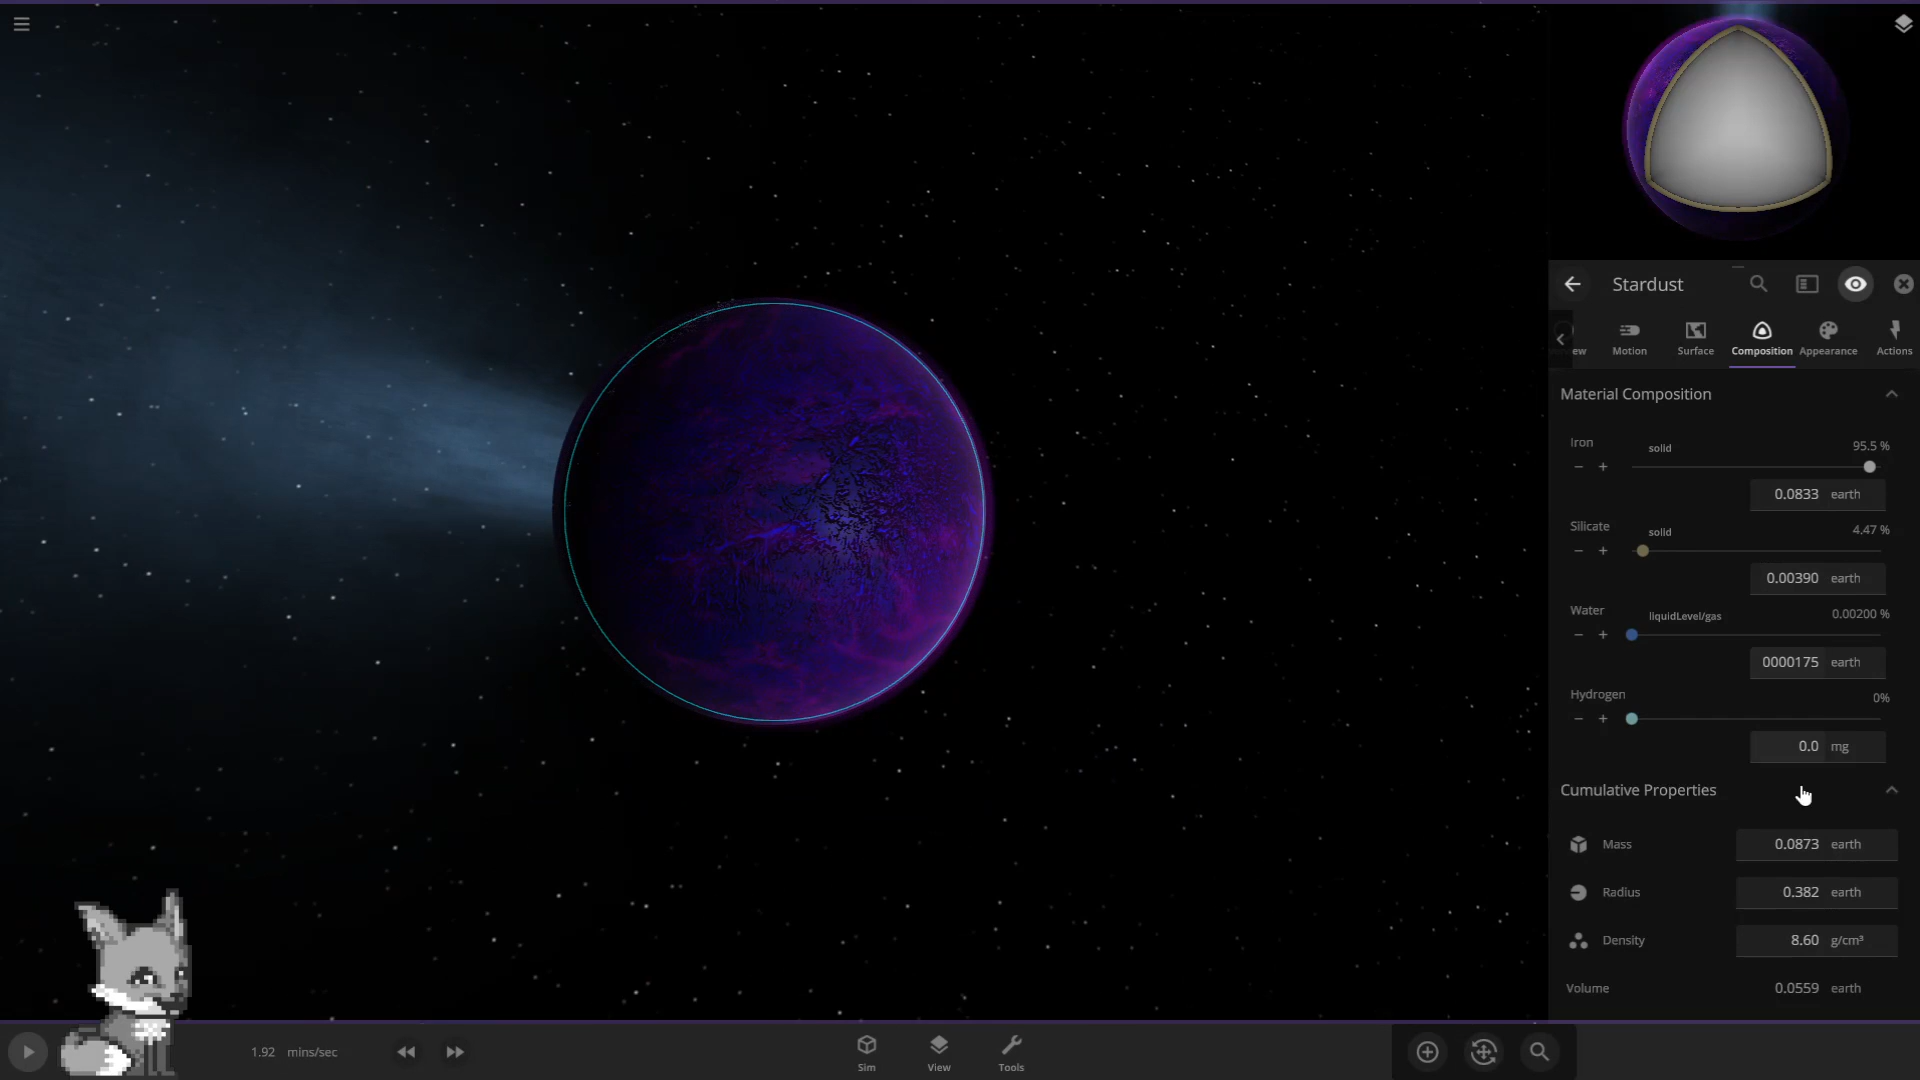 Stardust
ew
Motion
Surface
Composition
Appearance
Actions
Material Composition
Iron solid 95.5 %
− +
0.0833 earth
Silicate solid 4.47 %
− +
0.00390 earth
Water liquidLevel/gas 0.00200 %
− +
0000175 earth
Hydrogen 0%
− +
0.0 mg
Cumulative Properties
Mass 0.0873 earth
Radius 0.382 earth
Density 8.60 g/cm³
Volume 0.0559 earth
1.92 mins/sec
Sim
View
Tools